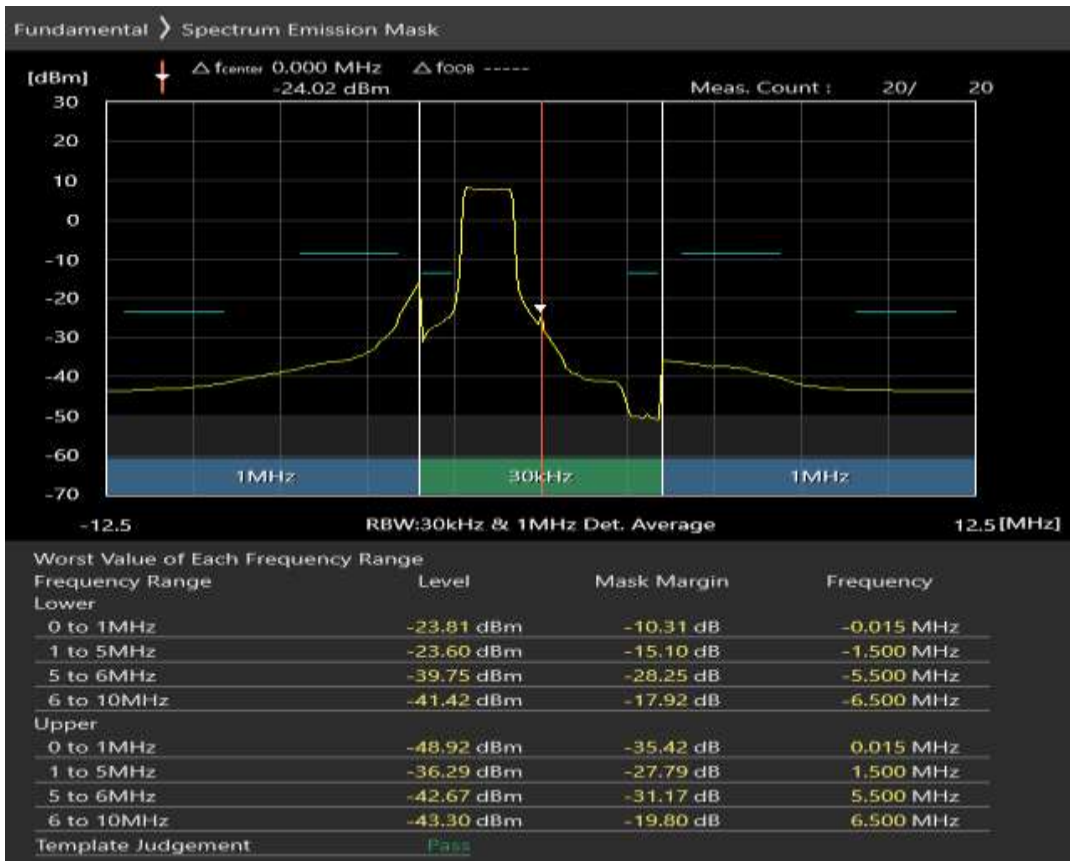 Fundamental ❯ Spectrum Emission Mask
△ fcenter 0.000 MHz △ fOOB -----
[dBm] -24.02 dBm Meas. Count : 20/ 20
30
20
10
0
-10
-20
-30
-40
-50
-60
1MHz 30kHz 1MHz
-70
-12.5 RBW:30kHz & 1MHz Det. Average 12.5 [MHz]
Worst Value of Each Frequency Range
Frequency Range Level Mask Margin Frequency
Lower
0 to 1MHz -23.81 dBm -10.31 dB -0.015 MHz
1 to 5MHz -23.60 dBm -15.10 dB -1.500 MHz
5 to 6MHz -39.75 dBm -28.25 dB -5.500 MHz
6 to 10MHz -41.42 dBm -17.92 dB -6.500 MHz
Upper
0 to 1MHz -48.92 dBm -35.42 dB 0.015 MHz
1 to 5MHz -36.29 dBm -27.79 dB 1.500 MHz
5 to 6MHz -42.67 dBm -31.17 dB 5.500 MHz
6 to 10MHz -43.30 dBm -19.80 dB 6.500 MHz
Template Judgement Pass